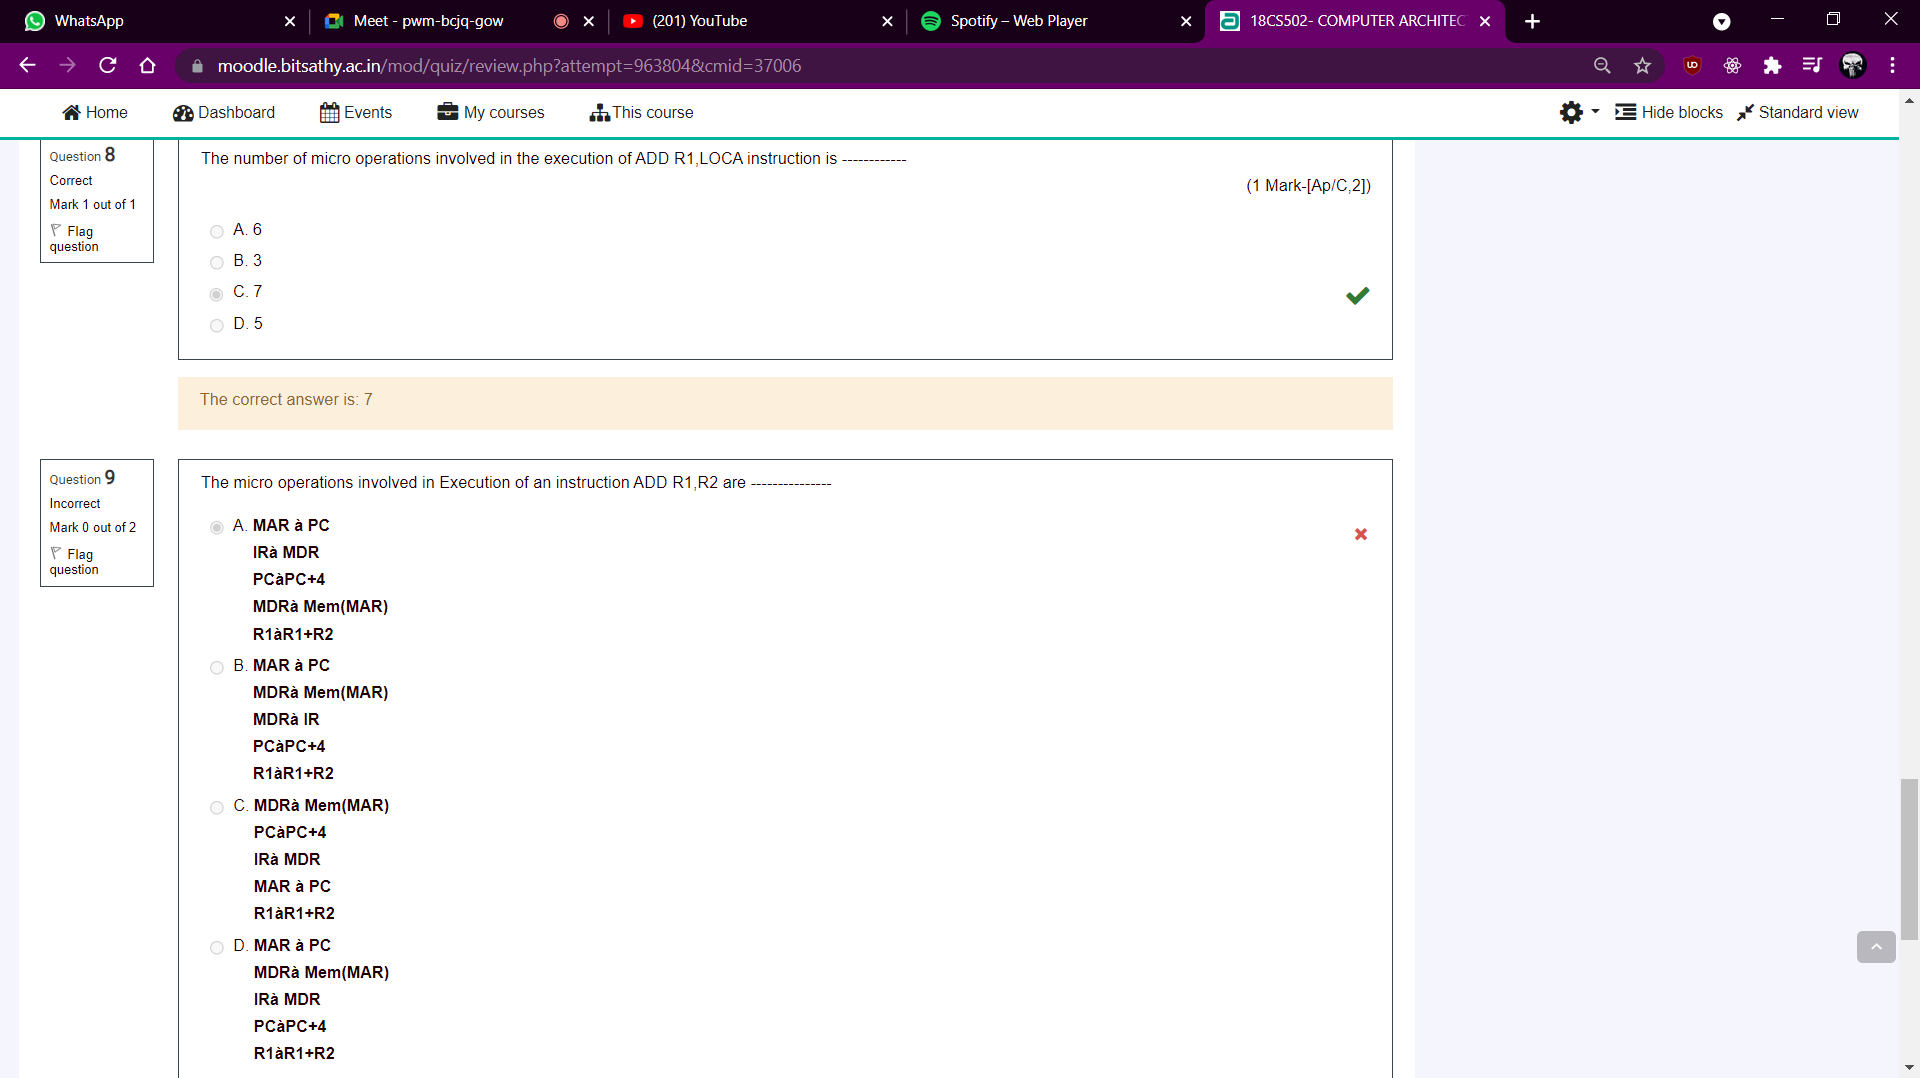 WhatsApp
Meet - pwm-bcjq-gow
(201) YouTube
Spotify – Web Player
18CS502- COMPUTER ARCHITEC
moodle.bitsathy.ac.in/mod/quiz/review.php?attempt=963804&cmid=37006
Home
Dashboard
Events
My courses
This course
Hide blocks
Standard view
Question 8
Correct
Mark 1 out of 1
Flag
question
The number of micro operations involved in the execution of ADD R1,LOCA instruction is ------------
(1 Mark-[Ap/C,2])
A. 6
B. 3
C. 7
D. 5
The correct answer is: 7
Question 9
Incorrect
Mark 0 out of 2
Flag
question
The micro operations involved in Execution of an instruction ADD R1,R2 are ---------------
A. MAR à PC
IRà MDR
PCàPC+4
MDRà Mem(MAR)
R1àR1+R2
B. MAR à PC
MDRà Mem(MAR)
MDRà IR
PCàPC+4
R1àR1+R2
C. MDRà Mem(MAR)
PCàPC+4
IRà MDR
MAR à PC
R1àR1+R2
D. MAR à PC
MDRà Mem(MAR)
IRà MDR
PCàPC+4
R1àR1+R2